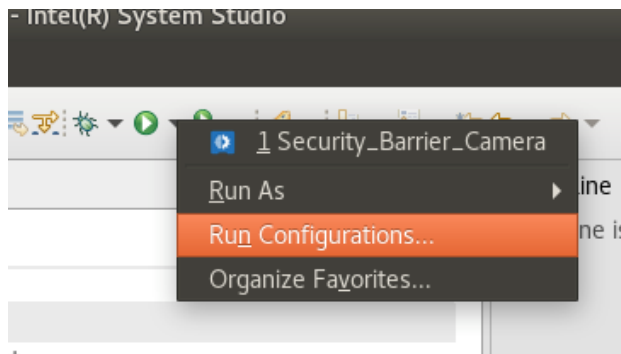 - Intel(R) System Studio
1 Security_Barrier_Camera
Run As
ine
Run Configurations...
ne is
Organize Favorites...